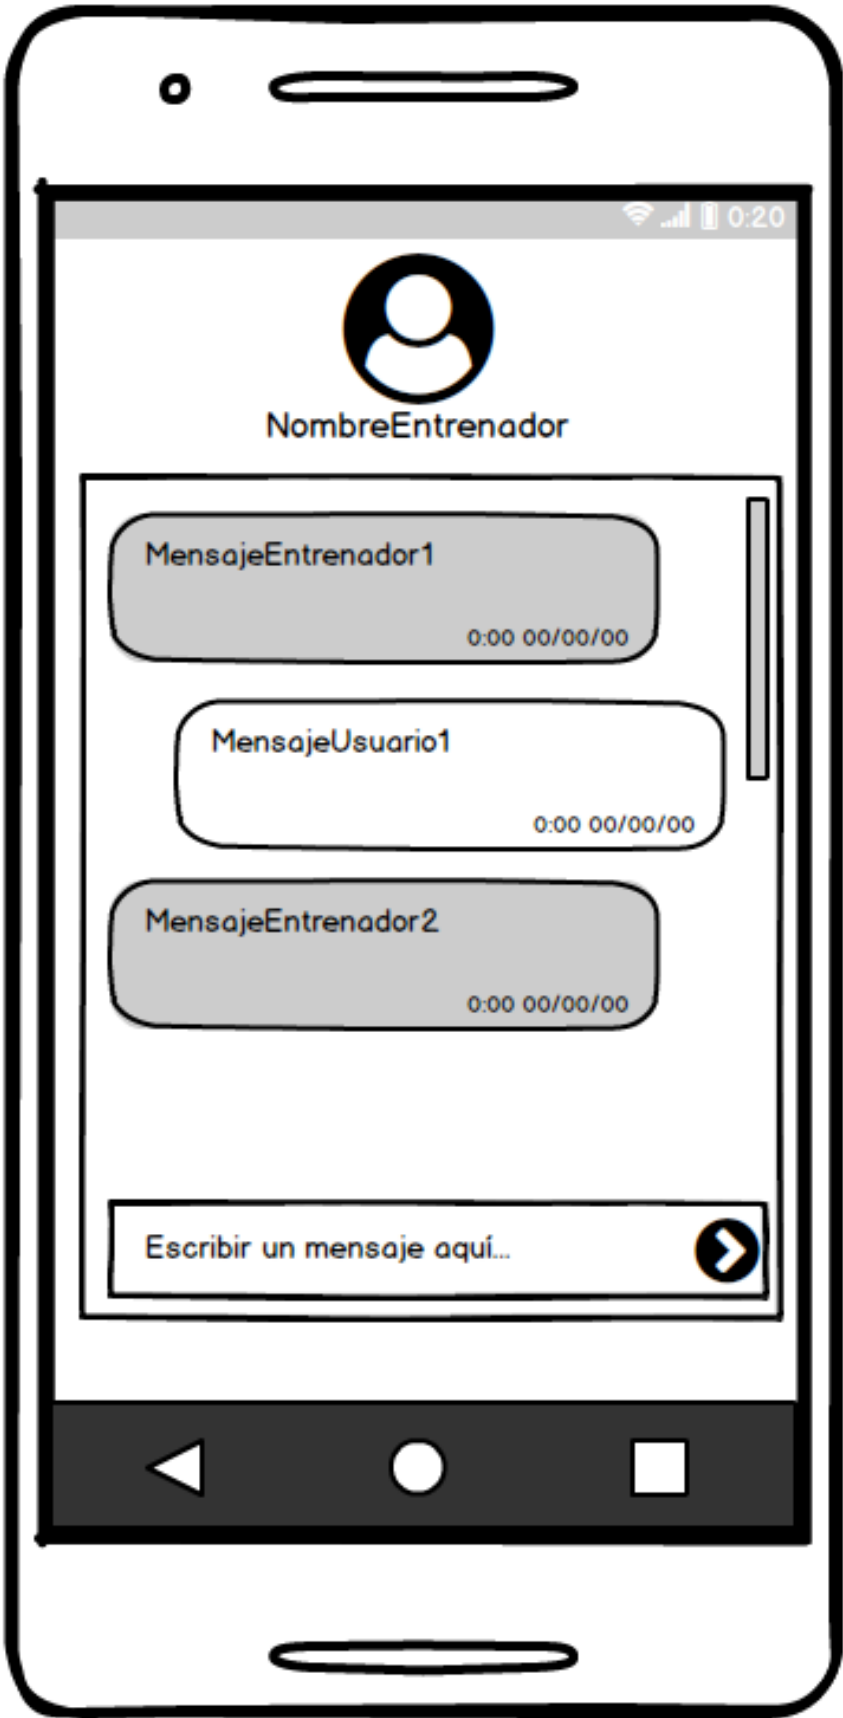 0:20
NombreEntrenador
MensajeEntrenador1
0:00 00/00/00
MensajeUsuario1
0:00 00/00/00
MensajeEntrenador2
0:00 00/00/00
Escribir un mensaje aquí...